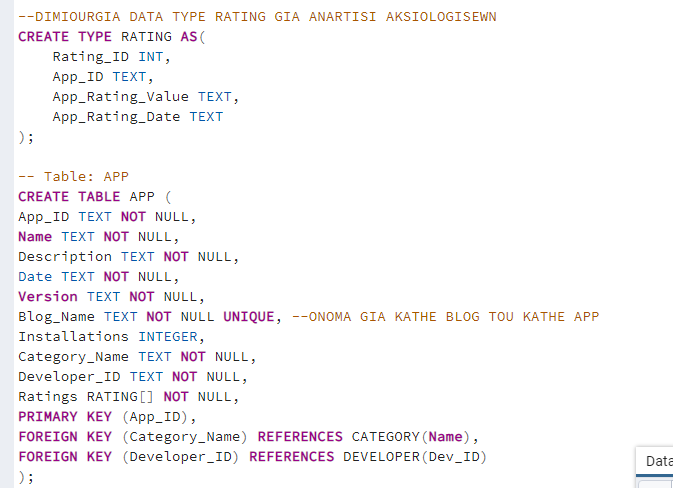 --DIMIOURGIA DATA TYPE RATING GIA ANARTISI AKSIOLOGISEWN
CREATE TYPE RATING AS(
    Rating_ID INT,
    App_ID TEXT,
    App_Rating_Value TEXT,
    App_Rating_Date TEXT
);
-- Table: APP
CREATE TABLE APP (
App_ID TEXT NOT NULL,
Name TEXT NOT NULL,
Description TEXT NOT NULL,
Date TEXT NOT NULL,
Version TEXT NOT NULL,
Blog_Name TEXT NOT NULL UNIQUE, --ONOMA GIA KATHE BLOG TOU KATHE APP
Installations INTEGER,
Category_Name TEXT NOT NULL,
Developer_ID TEXT NOT NULL,
Ratings RATING[] NOT NULL,
PRIMARY KEY (App_ID),
FOREIGN KEY (Category_Name) REFERENCES CATEGORY(Name),
FOREIGN KEY (Developer_ID) REFERENCES DEVELOPER(Dev_ID)
);
Data